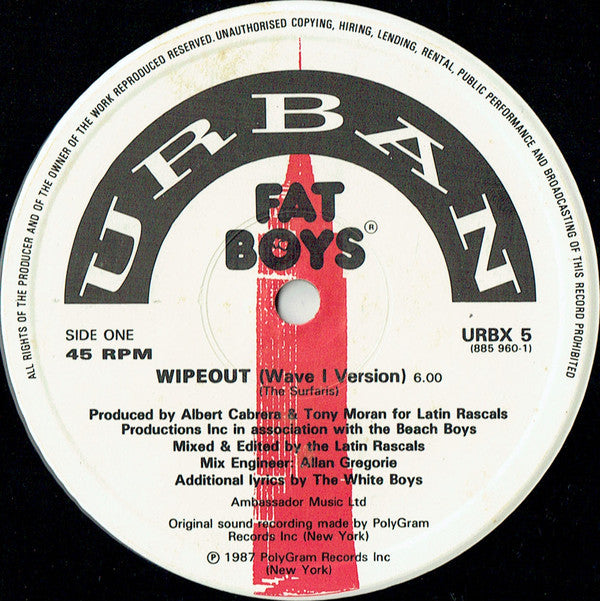 ALL RIGHTS OF THE PRODUCER AND OF THE OWNER OF THE WORK REPRODUCED RESERVED. UNAUTHORISED COPYING, HIRING, LENDING, RENTAL, PUBLIC PERFORMANCE AND BROADCASTING OF THIS RECORD PROHIBITED
URBAN
FAT
BOYS®
SIDE ONE
45 RPM
URBX 5
(885 960-1)
WIPEOUT (Wave I Version) 6.00
(The Surfaris)
Produced by Albert Cabrera & Tony Moran for Latin Rascals
Productions Inc in association with the Beach Boys
Mixed & Edited by the Latin Rascals
Mix Engineer: Allan Gregorie
Additional lyrics by The White Boys
Ambassador Music Ltd
Original sound recording made by PolyGram
Records Inc (New York)
℗ 1987 PolyGram Records Inc
(New York)